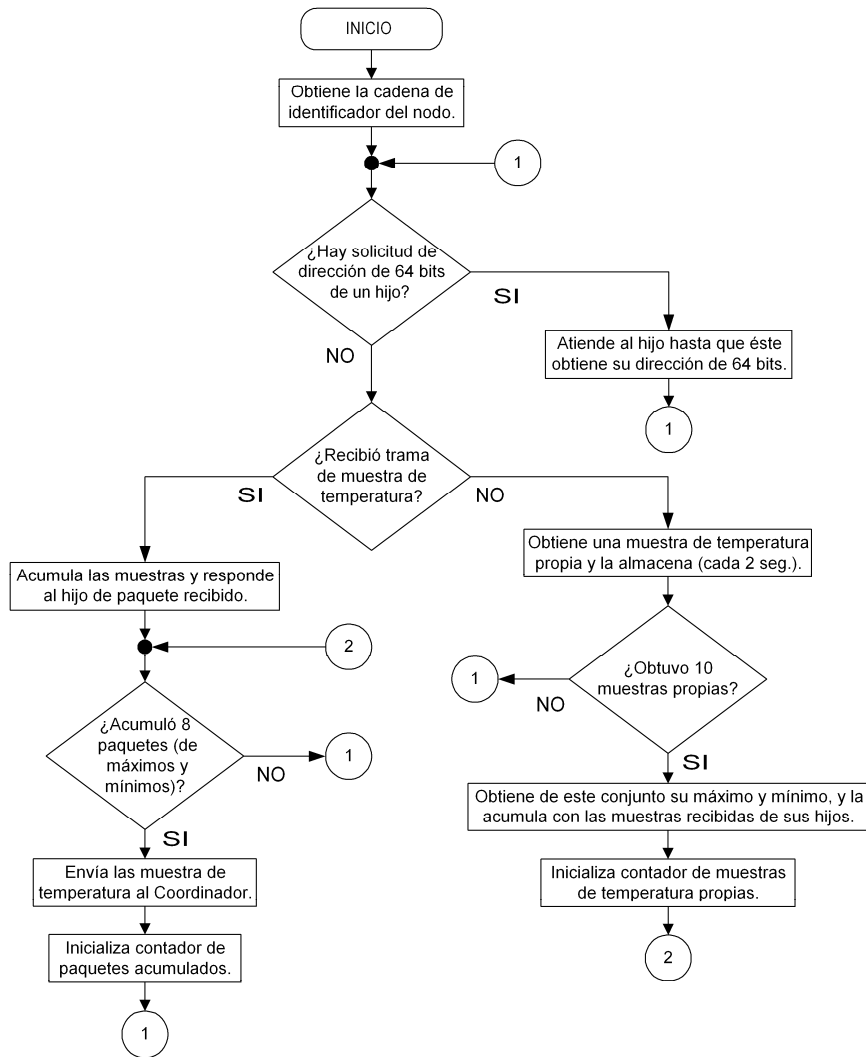 INICIO
Obtiene la cadena de
identificador del nodo.
1
¿Hay solicitud de
dirección de 64 bits
de un hijo?
SI
NO
Atiende al hijo hasta que éste
obtiene su dirección de 64 bits.
1
¿Recibió trama
de muestra de
temperatura?
SI
NO
Acumula las muestras y responde
al hijo de paquete recibido.
2
¿Acumuló 8
paquetes (de
máximos y
mínimos)?
NO
1
SI
Envía las muestra de
temperatura al Coordinador.
Inicializa contador de
paquetes acumulados.
1
Obtiene una muestra de temperatura
propia y la almacena (cada 2 seg.).
¿Obtuvo 10
muestras propias?
1
NO
SI
Obtiene de este conjunto su máximo y mínimo, y la
acumula con las muestras recibidas de sus hijos.
Inicializa contador de muestras
de temperatura propias.
2